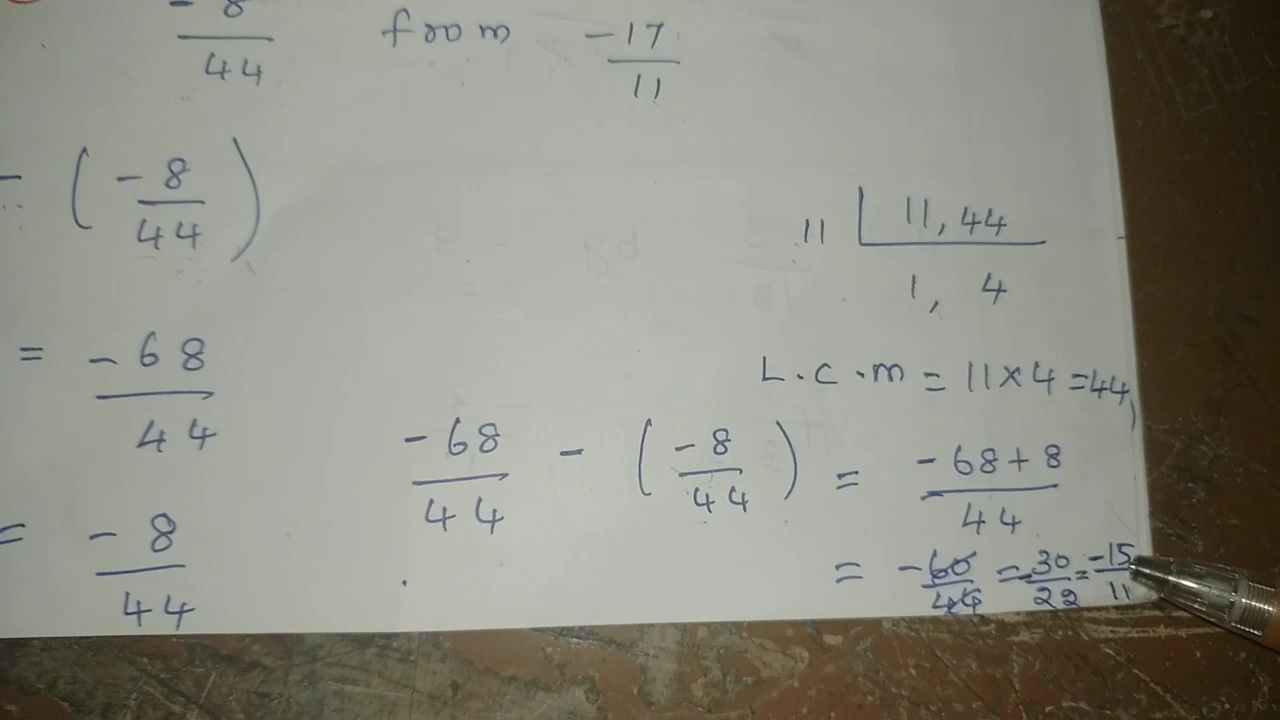 -8/44 from -17/11
- (-8/44)
11 | 11, 44
1, 4
= -68/44
L.C.m = 11×4 =44,
-68/44 - (-8/44) = -68+8/44
= -8/44
= -60/44 = -30/22 = -15/11